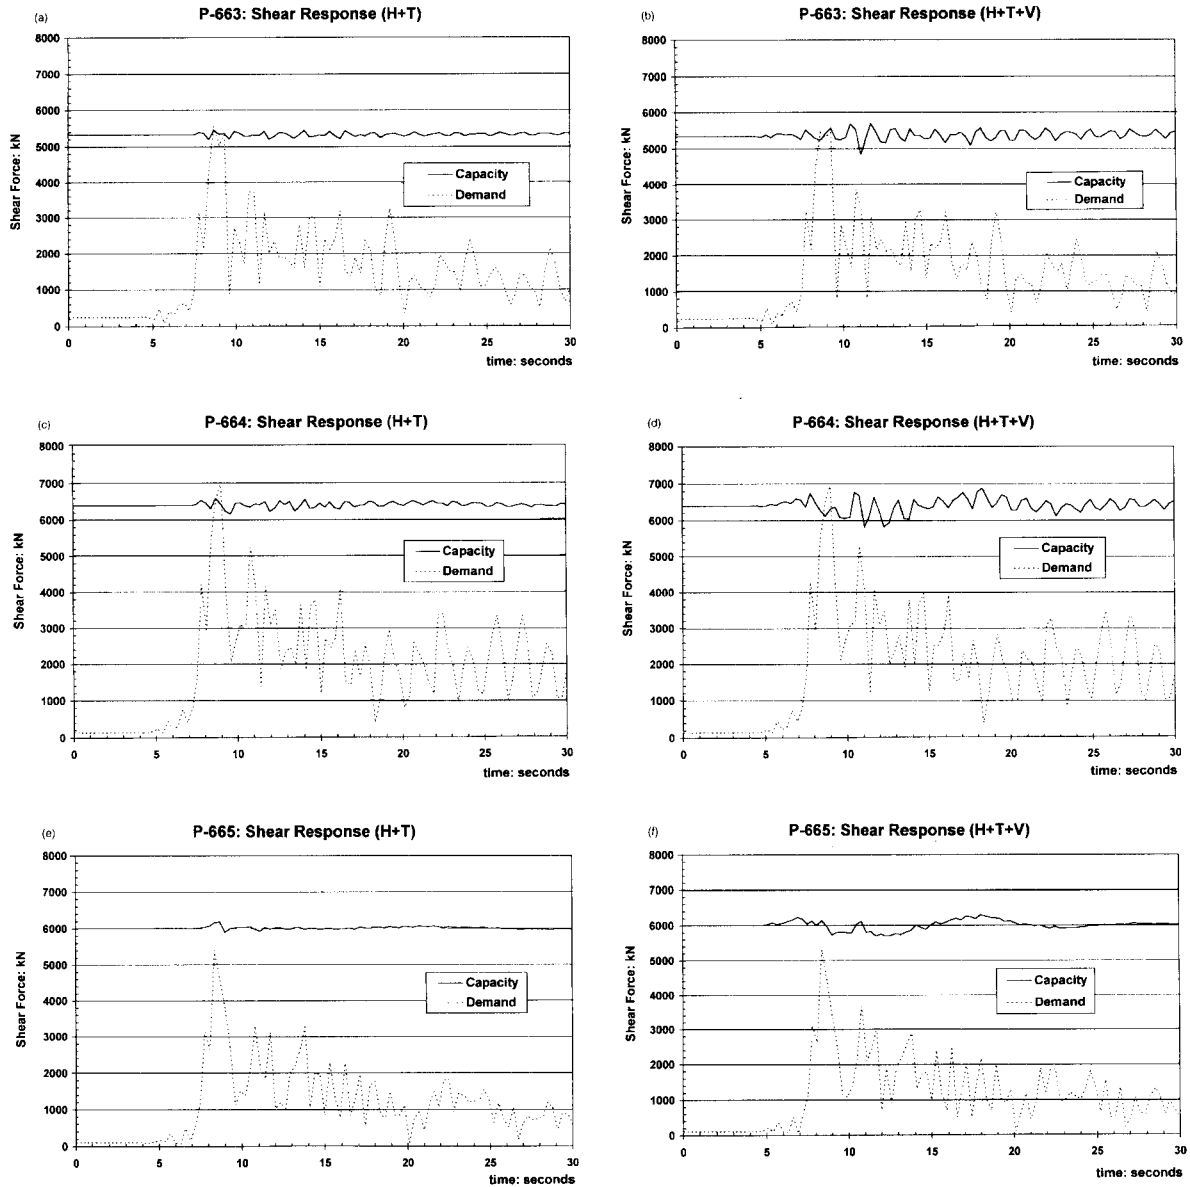 (a) P-663: Shear Response (H+T)
8000
7000
6000
5000
4000
3000
2000
1000
0
Shear Force: kN
Capacity
Demand
0 5 10 15 20 25 30
time: seconds
(b) P-663: Shear Response (H+T+V)
8000
7000
6000
5000
4000
3000
2000
1000
0
Shear Force: kN
Capacity
Demand
0 5 10 15 20 25 30
time: seconds
(c) P-664: Shear Response (H+T)
8000
7000
6000
5000
4000
3000
2000
1000
0
Shear Force: kN
Capacity
Demand
0 5 10 15 20 25 30
time: seconds
(d) P-664: Shear Response (H+T+V)
8000
7000
6000
5000
4000
3000
2000
1000
0
Shear Force: kN
Capacity
Demand
0 5 10 15 20 25 30
time: seconds
(e) P-665: Shear Response (H+T)
8000
7000
6000
5000
4000
3000
2000
1000
0
Shear Force: kN
Capacity
Demand
0 5 10 15 20 25 30
time: seconds
(f) P-665: Shear Response (H+T+V)
8000
7000
6000
5000
4000
3000
2000
1000
0
Shear Force: kN
Capacity
Demand
0 5 10 15 20 25 30
time: seconds